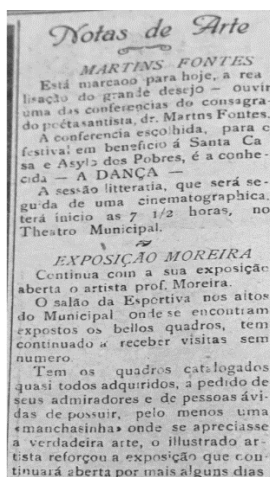 Notas de Arte
MARTINS FONTES
Está marcado para hoje, a rea
lisação do grande desejo — ouvir
uma das conferencias do consagra-
do poéta santista, dr. Martins Fontes.
A conferencia escolhida, para o
festival em beneficio á Santa Ca
sa e Asylo dos Pobres, é a conhe-
cida — A DANÇA —
A sessão litteratia, que será se-
guida de uma cinematographica,
terá inicio as 7 1/2 horas, no
Theatro Municipal.
EXPOSIÇÃO MOREIRA
Continua com a sua exposição
aberta o artista prof. Moreira.
O salão da Esportiva nos altos
do Municipal onde se encontram
expostos os bellos quadros, tem
continuado a receber visitas sem
numero.
Tem os quadros catalogados
quasi todos adquiridos, a pedido de
seus admiradores e de pessoas ávi-
das de possuir, pelo menos uma
«manchasinha» onde se apreciasse
a verdadeira arte, o illustrado ar-
tista reforçou a exposição que con-
tinuará aberta por mais alguns dias